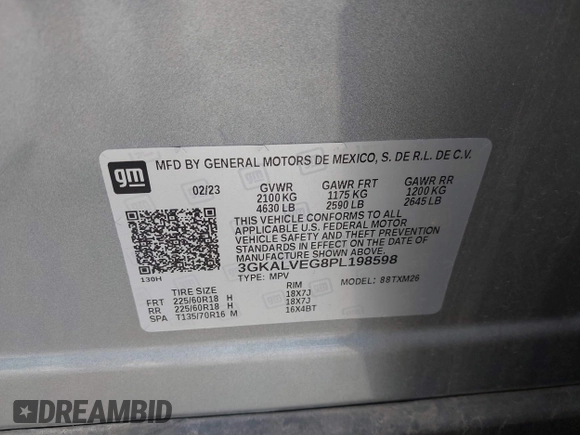 gm
MFD BY GENERAL MOTORS DE MEXICO, S. DE R.L. DE C.V.
02/23 GVWR GAWR FRT GAWR RR
2100 KG 1175 KG 1200 KG
4630 LB 2590 LB 2645 LB
THIS VEHICLE CONFORMS TO ALL
APPLICABLE U.S. FEDERAL MOTOR
VEHICLE SAFETY AND THEFT
PREVENTION STANDARDS IN
EFFECT ON THE DATE OF
MANUFACTURE SHOWN ABOVE.
3GKALVEG8PL198598
TYPE: MPV MODEL: 88TXM26
130H
TIRE SIZE RIM
FRT 225/60R18 H 18X7J
RR 225/60R18 H 18X7J
SPA T135/70R16 M 16X4BT
DREAMBID